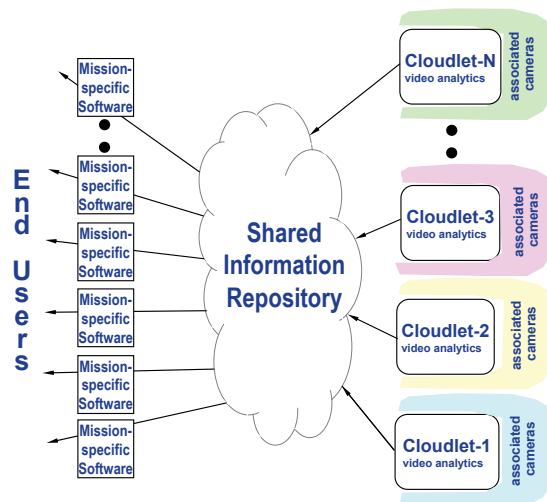 End Users
Mission-
specific
Software
Mission-
specific
Software
Mission-
specific
Software
Mission-
specific
Software
Mission-
specific
Software
Mission-
specific
Software
Shared
Information
Repository
Cloudlet-N
video analytics
associated
cameras
Cloudlet-3
video analytics
associated
cameras
Cloudlet-2
video analytics
associated
cameras
Cloudlet-1
video analytics
associated
cameras